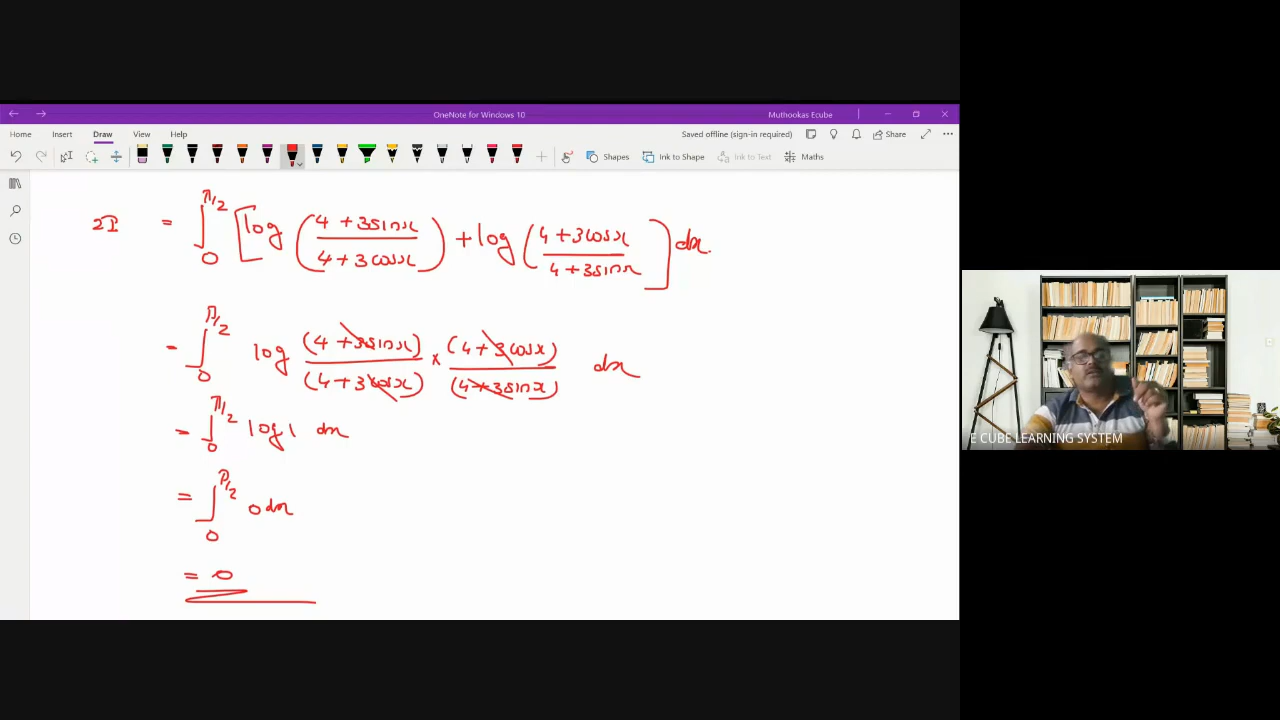 OneNote for Windows 10
Muthookas Ecube
Home Insert Draw View Help
Saved offline (sign-in required)
Share
Shapes
Ink to Shape
Ink to Text
Maths
2I = ∫₀^{π/2} [log((4 + 3sinx)/(4 + 3cosx)) + log((4 + 3cosx)/(4 + 3sinx))] dx.
= ∫₀^{π/2} log (4 + 3sinx)/(4 + 3cosx) × (4 + 3cosx)/(4 + 3sinx) dx
= ∫₀^{π/2} log 1 dx
= ∫₀^{π/2} 0 dx
= 0
E CUBE LEARNING SYSTEM